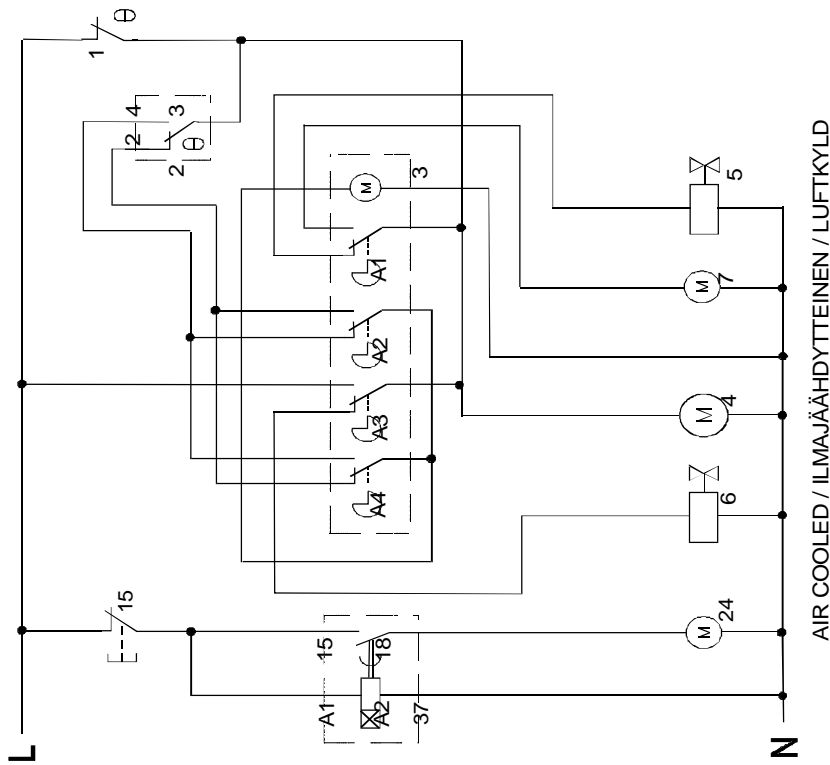 L
N
θ
1
4
3
2
θ
2
M
3
A1
A2
A3
A4
5
M
7
M
4
6
15
15
18
A1
A2
37
M
24
AIR COOLED / ILMAJÄÄHDYTTEINEN / LUFTKYLD